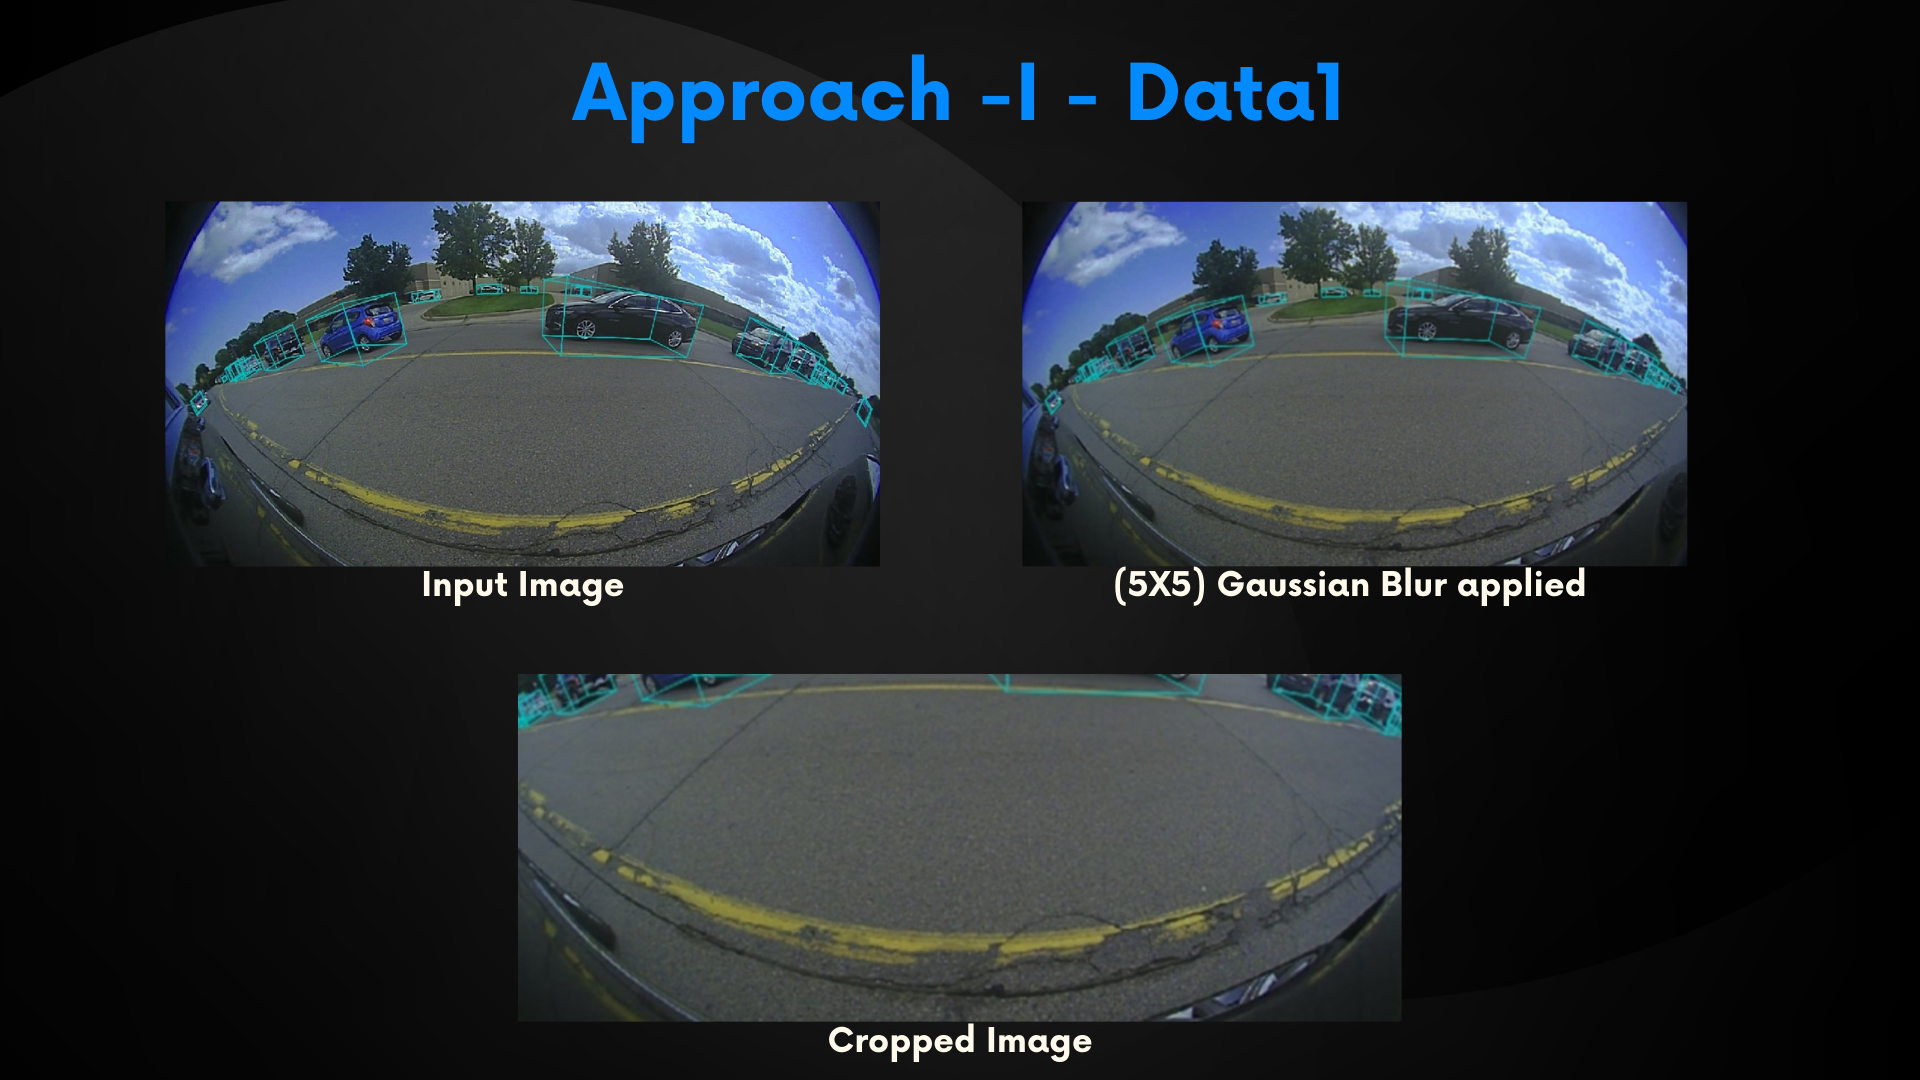 Approach -I - Data1
Input Image
(5X5) Gaussian Blur applied
Cropped Image